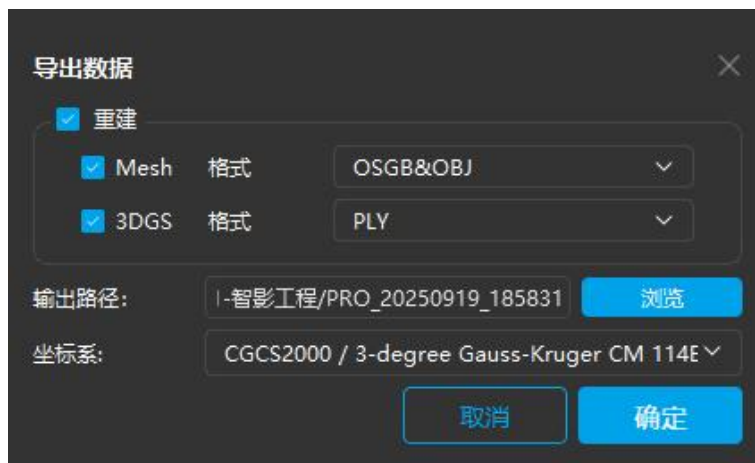 导出数据
重建
Mesh 格式 OSGB&OBJ
3DGS 格式 PLY
输出路径: -智影工程/PRO_20250919_185831 浏览
坐标系: CGCS2000 / 3-degree Gauss-Kruger CM 114E
取消 确定